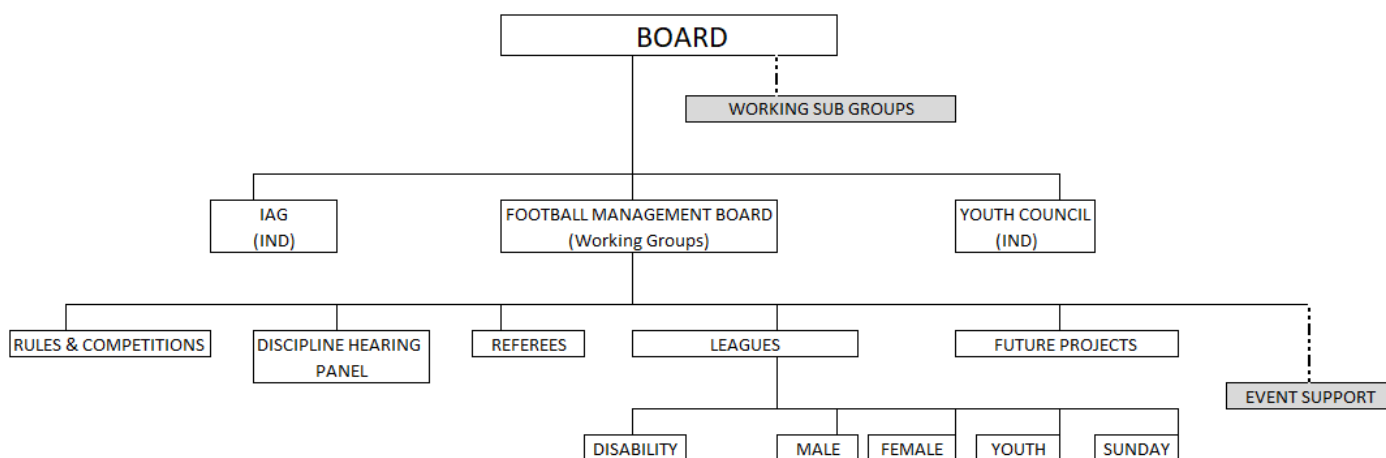 BOARD
WORKING SUB GROUPS
IAG
(IND)
FOOTBALL MANAGEMENT BOARD
(Working Groups)
YOUTH COUNCIL
(IND)
RULES & COMPETITIONS
DISCIPLINE HEARING
PANEL
REFEREES
LEAGUES
FUTURE PROJECTS
EVENT SUPPORT
DISABILITY
MALE
FEMALE
YOUTH
SUNDAY